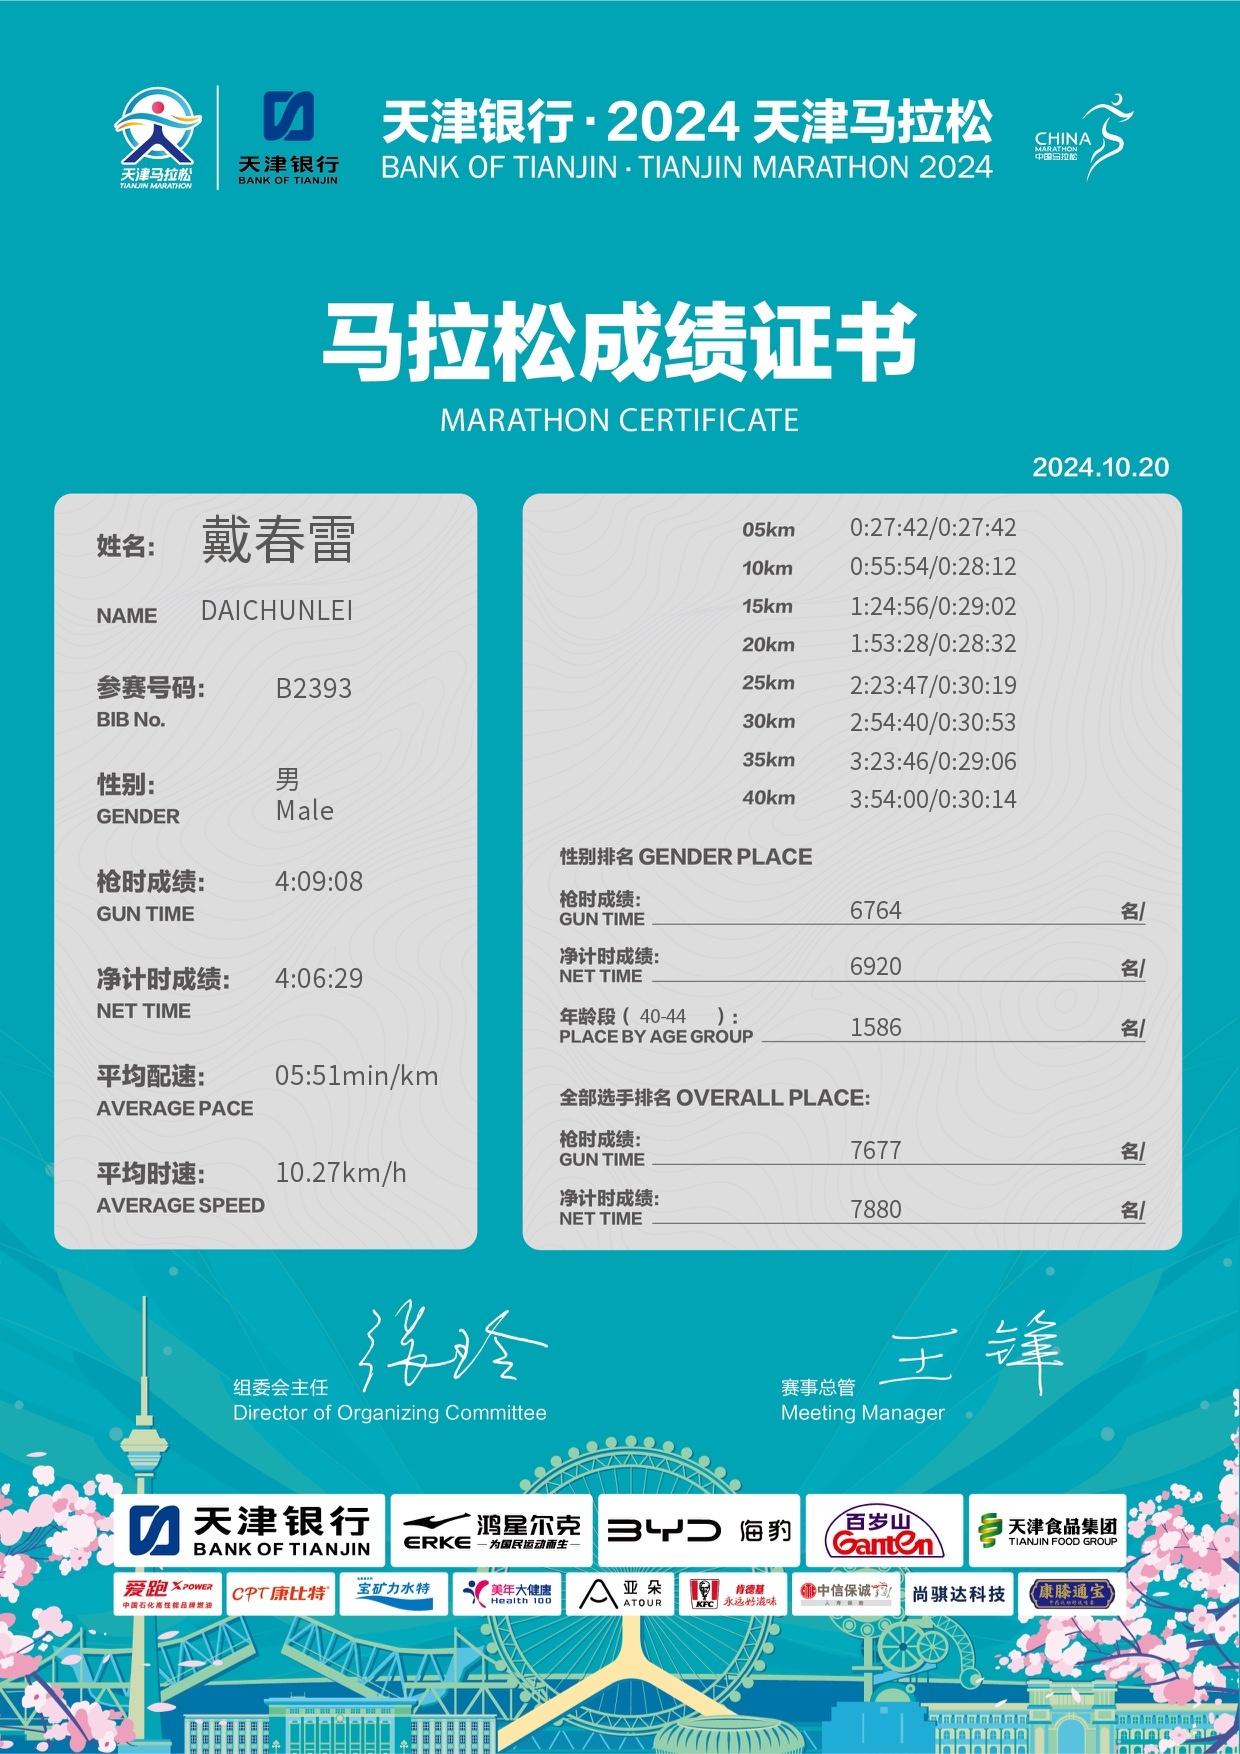 天津马拉松
TIANJIN MARATHON
天津银行
BANK OF TIANJIN
天津银行·2024 天津马拉松
BANK OF TIANJIN·TIANJIN MARATHON 2024
CHINA
MARATHON
中国马拉松
马拉松成绩证书
MARATHON CERTIFICATE
2024.10.20
姓名: 戴春雷
NAME DAICHUNLEI
参赛号码: B2393
BIB No.
性别: 男
GENDER Male
枪时成绩: 4:09:08
GUN TIME
净计时成绩: 4:06:29
NET TIME
平均配速: 05:51min/km
AVERAGE PACE
平均时速: 10.27km/h
AVERAGE SPEED
05km 0:27:42/0:27:42
10km 0:55:54/0:28:12
15km 1:24:56/0:29:02
20km 1:53:28/0:28:32
25km 2:23:47/0:30:19
30km 2:54:40/0:30:53
35km 3:23:46/0:29:06
40km 3:54:00/0:30:14
性别排名 GENDER PLACE
枪时成绩:
GUN TIME 6764 名/
净计时成绩:
NET TIME 6920 名/
年龄段( 40-44 ):
PLACE BY AGE GROUP 1586 名/
全部选手排名 OVERALL PLACE:
枪时成绩:
GUN TIME 7677 名/
净计时成绩:
NET TIME 7880 名/
组委会主任 张玲
Director of Organizing Committee
赛事总管 王锋
Meeting Manager
天津银行
BANK OF TIANJIN
ERKE 鸿星尔克
—为国民运动而生—
BYD 海豹
百岁山
Ganten
天津食品集团
TIANJIN FOOD GROUP
爱跑 X POWER
中国石化高性能品牌燃油
CPT康比特
宝矿力水特
美年大健康
Health 100
亚朵
ATOUR
KFC
肯德基
永远好滋味
中信保诚人寿
尚骐达科技
康膝通宝